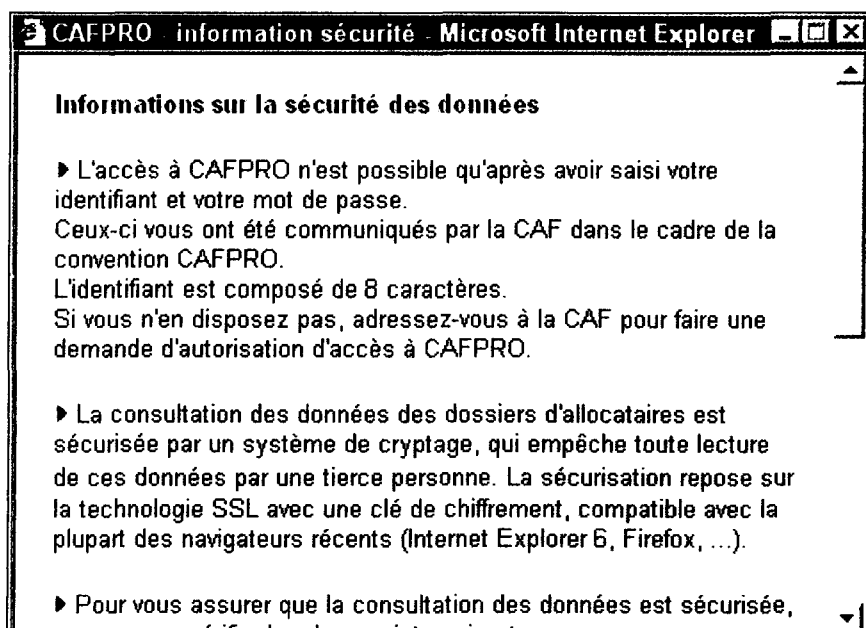 CAFPRO - information sécurité - Microsoft Internet Explorer
Informations sur la sécurité des données
L'accès à CAFPRO n'est possible qu'après avoir saisi votre
identifiant et votre mot de passe.
Ceux-ci vous ont été communiqués par la CAF dans le cadre de la
convention CAFPRO.
L'identifiant est composé de 8 caractères.
Si vous n'en disposez pas, adressez-vous à la CAF pour faire une
demande d'autorisation d'accès à CAFPRO.
La consultation des données des dossiers d'allocataires est
sécurisée par un système de cryptage, qui empêche toute lecture
de ces données par une tierce personne. La sécurisation repose sur
la technologie SSL avec une clé de chiffrement, compatible avec la
plupart des navigateurs récents (Internet Explorer 6, Firefox, ...).
Pour vous assurer que la consultation des données est sécurisée,